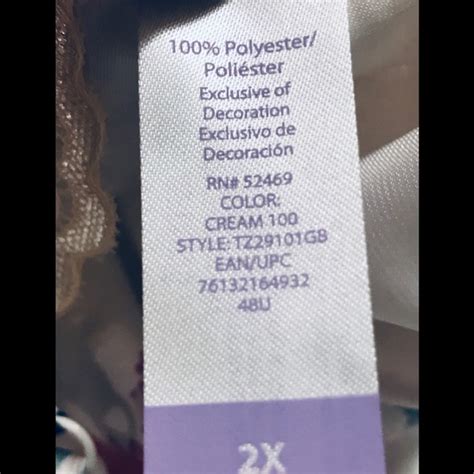 100% Polyester/
Poliéster
Exclusive of
Decoration
Exclusivo de
Decoración
RN# 52469
COLOR:
CREAM 100
STYLE: TZ29101GB
EAN/UPC
76132164932
48U
2X